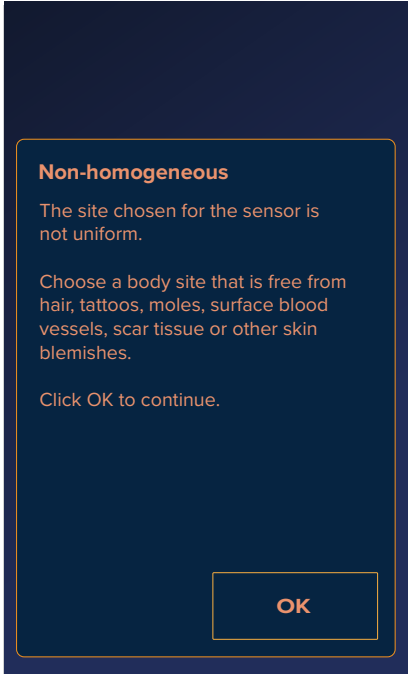 Non-homogeneous
The site chosen for the sensor is
not uniform.
Choose a body site that is free from
hair, tattoos, moles, surface blood
vessels, scar tissue or other skin
blemishes.
Click OK to continue.
OK